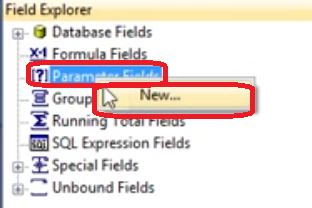 Field Explorer
Database Fields
Formula Fields
Parameter Fields
New...
Group
Running Total Fields
SQL Expression Fields
Special Fields
Unbound Fields